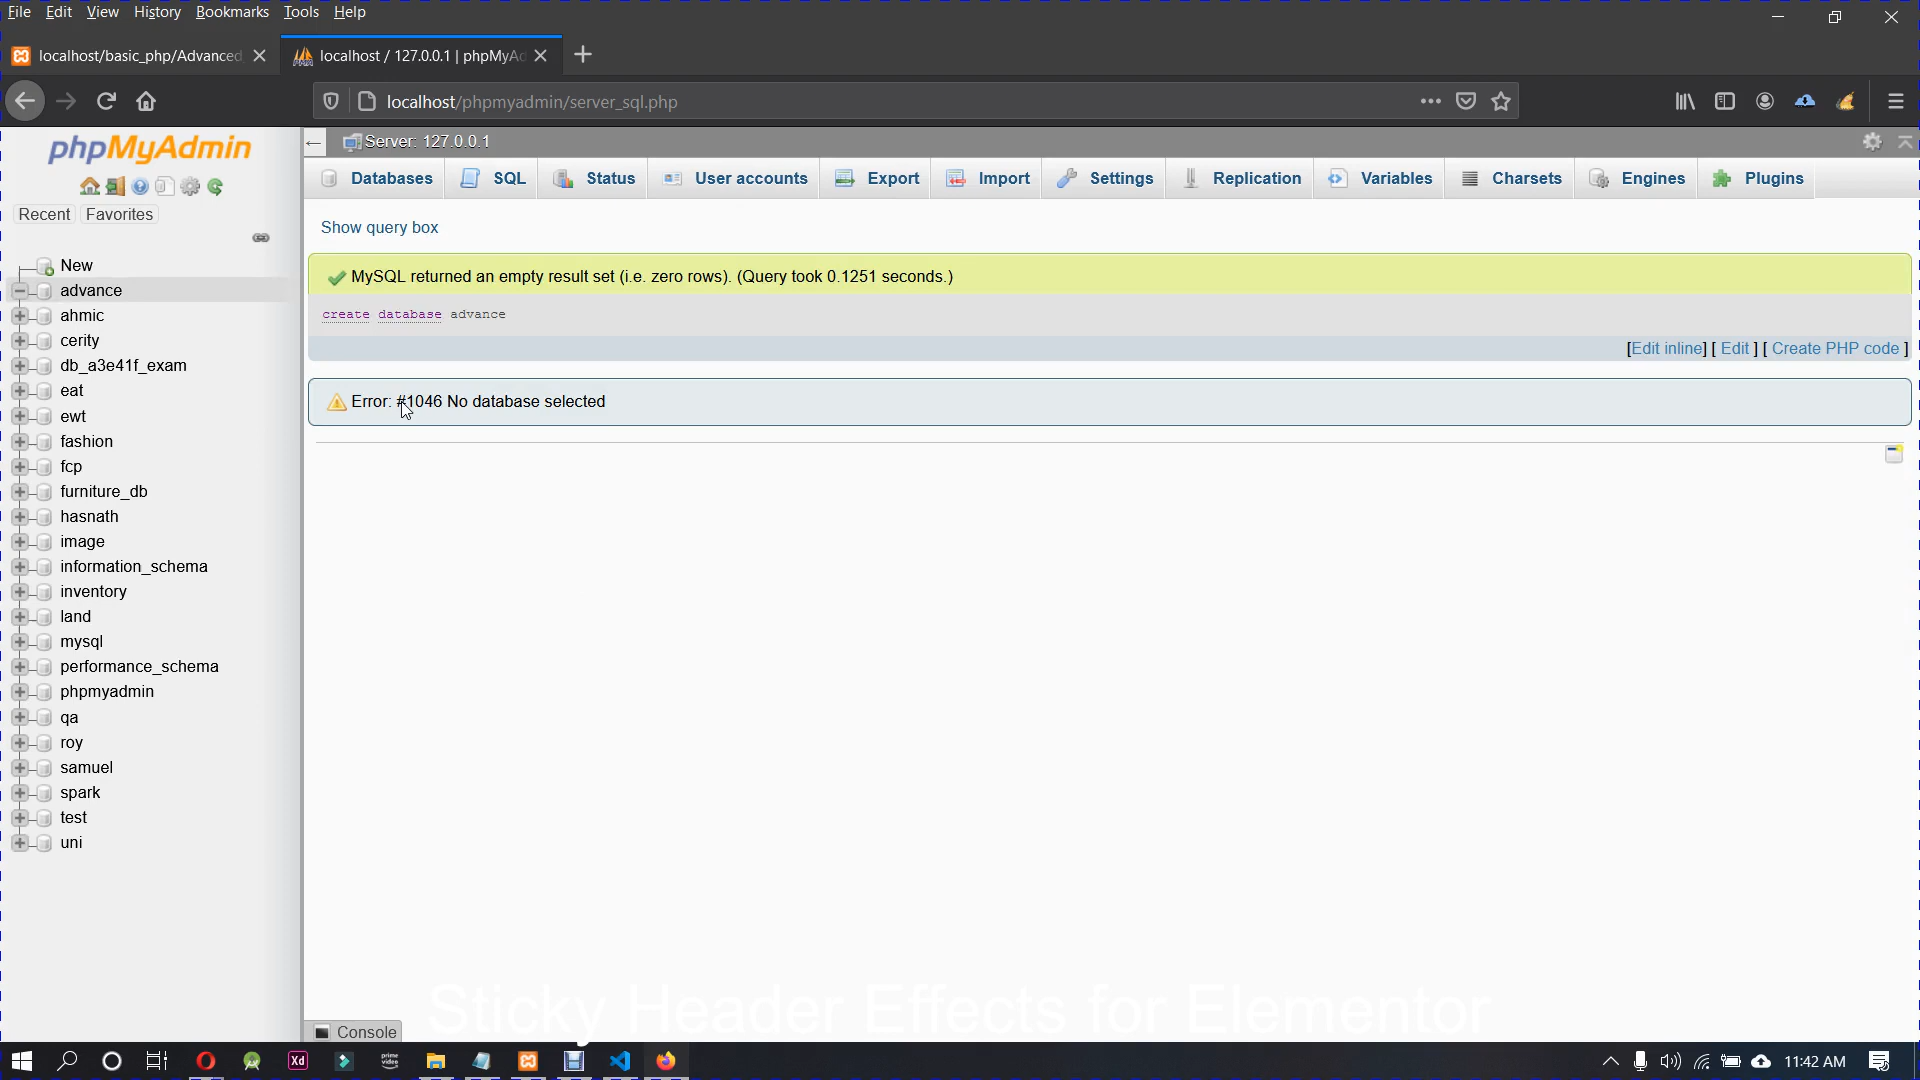 File Edit View History Bookmarks Tools Help
localhost/basic_php/Advanced
localhost / 127.0.0.1 | phpMyAd
localhost/phpmyadmin/server_sql.php
phpMyAdmin
Server: 127.0.0.1
Databases SQL Status User accounts Export Import Settings Replication Variables Charsets Engines Plugins
Recent Favorites
Show query box
New
MySQL returned an empty result set (i.e. zero rows). (Query took 0.1251 seconds.)
create database advance
[Edit inline] [ Edit ] [ Create PHP code ]
Error: #1046 No database selected
advance
ahmic
cerity
db_a3e41f_exam
eat
ewt
fashion
fcp
furniture_db
hasnath
image
information_schema
inventory
land
mysql
performance_schema
phpmyadmin
qa
roy
samuel
spark
test
uni
Sticky Header Effects for Elementor
Console
Xd
prime video
11:42 AM